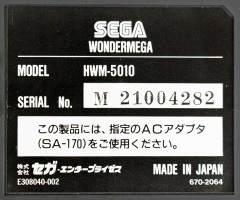 SEGA
WONDERMEGA
MODEL HWM-5010
SERIAL No. M 21004282
この製品には、指定のACアダプタ
(SA-170)をご使用ください。
株式会社 セガ・エンタープライゼス MADE IN JAPAN
E308040-002 670-2064